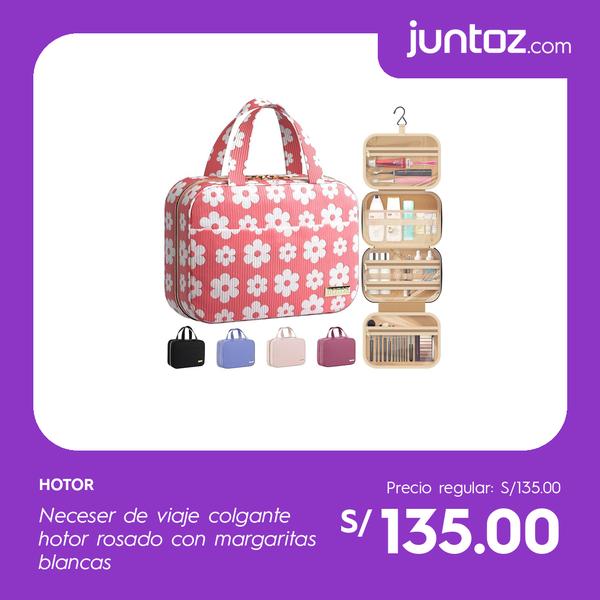 juntoz.com
HOTOR
Neceser de viaje colgante
hotor rosado con margaritas
blancas
Precio regular: S/135.00
S/ 135.00